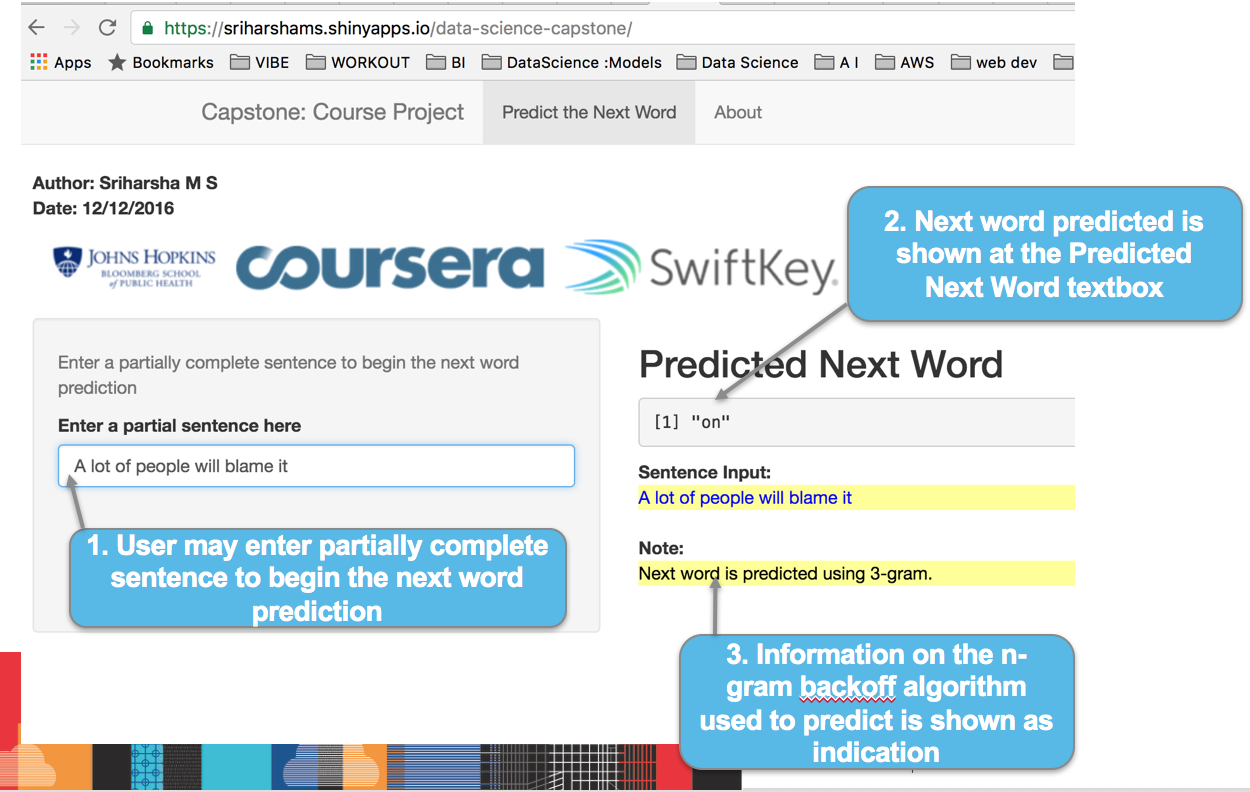 https://sriharshams.shinyapps.io/data-science-capstone/
Apps Bookmarks VIBE WORKOUT BI DataScience :Models Data Science A I AWS web dev
Capstone: Course Project Predict the Next Word About
Author: Sriharsha M S
Date: 12/12/2016
JOHNS HOPKINS
BLOOMBERG SCHOOL
of PUBLIC HEALTH
coursera
SwiftKey.
2. Next word predicted is
shown at the Predicted
Next Word textbox
Enter a partially complete sentence to begin the next word
prediction
Enter a partial sentence here
A lot of people will blame it
1. User may enter partially complete
sentence to begin the next word
prediction
Predicted Next Word
[1] "on"
Sentence Input:
A lot of people will blame it
Note:
Next word is predicted using 3-gram.
3. Information on the n-
gram backoff algorithm
used to predict is shown as
indication